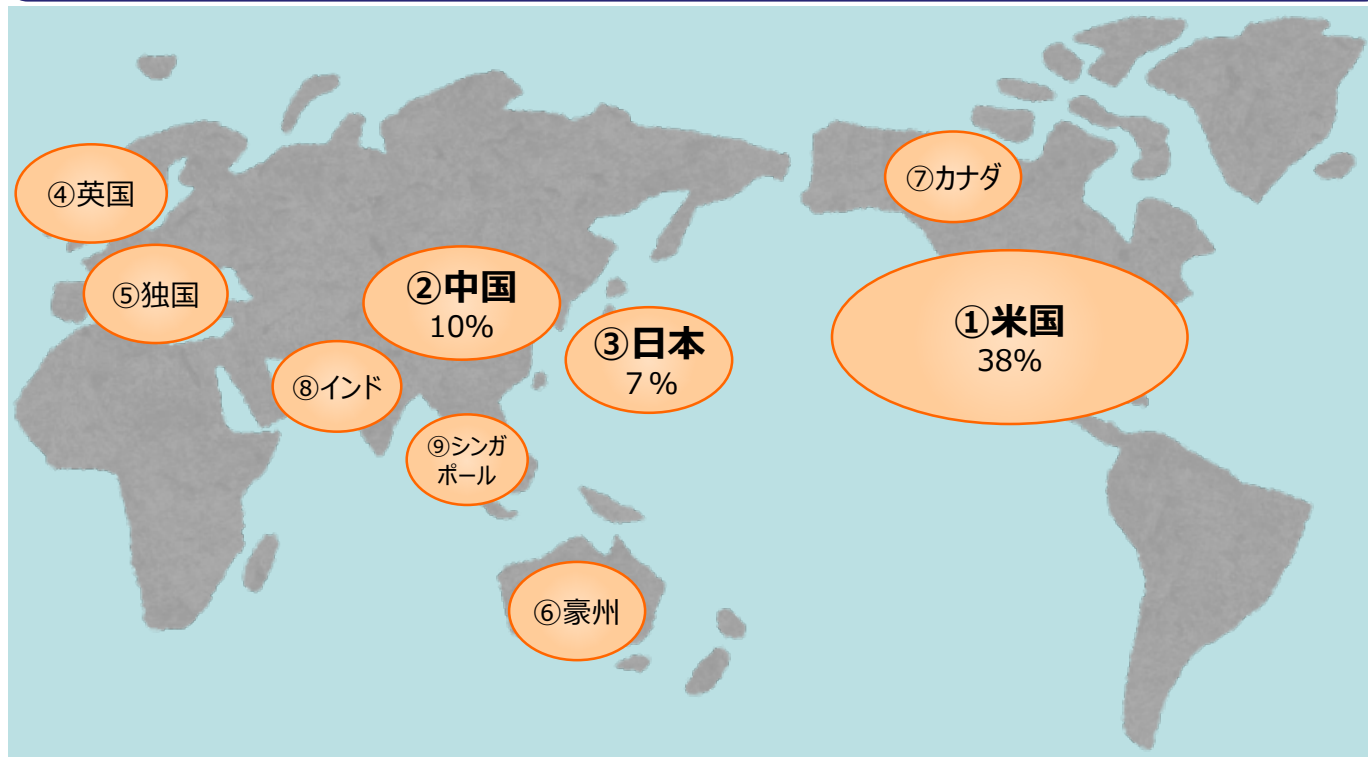 ④英国
⑦カナダ
⑤独国
②中国
10%
①米国
38%
③日本
７%
⑧インド
⑨シンガ
ポール
⑥豪州